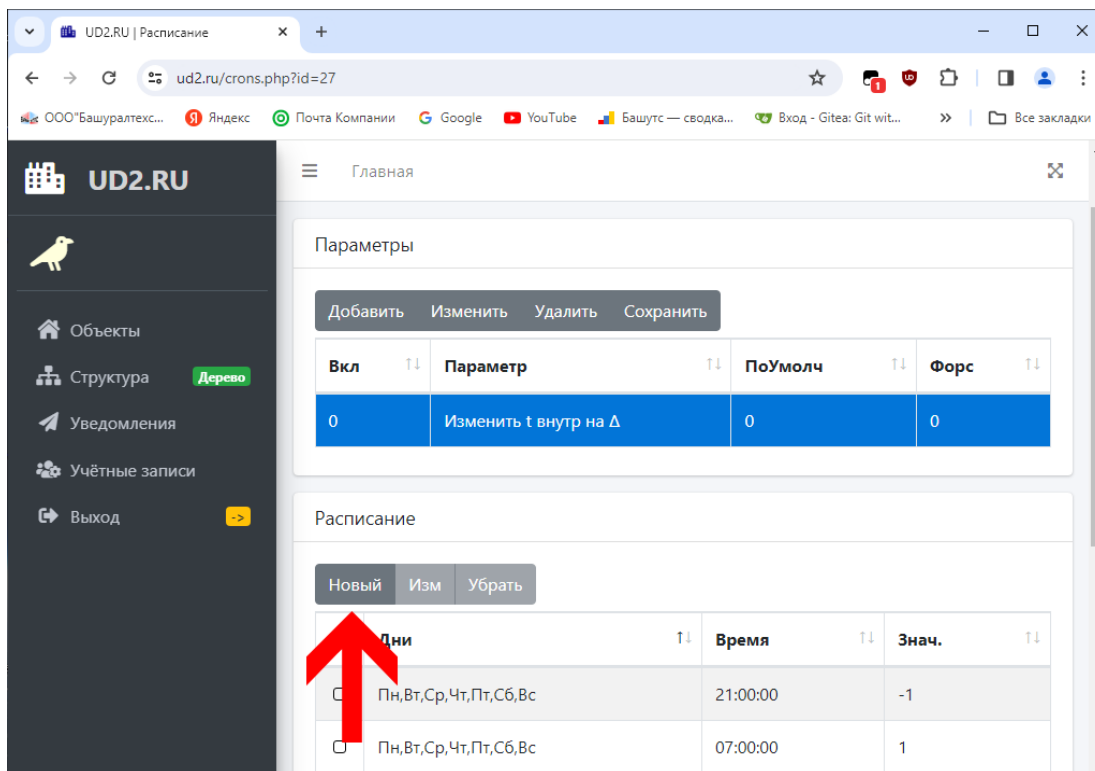 UD2.RU | Расписание
ud2.ru/crons.php?id=27
1
UD
ООО"Башуралтехс... Яндекс Почта Компании Google YouTube Башутс — сводка... Вход - Gitea: Git wit... » Все закладки
UD2.RU
Главная
Объекты
Структура Дерево
Уведомления
Учётные записи
Выход ->
Параметры
Добавить Изменить Удалить Сохранить
Вкл Параметр ПоУмолч Форс
0 Изменить t внутр на Δ 0 0
Расписание
Новый Изм Убрать
Дни Время Знач.
Пн,Вт,Ср,Чт,Пт,Сб,Вс 21:00:00 -1
Пн,Вт,Ср,Чт,Пт,Сб,Вс 07:00:00 1